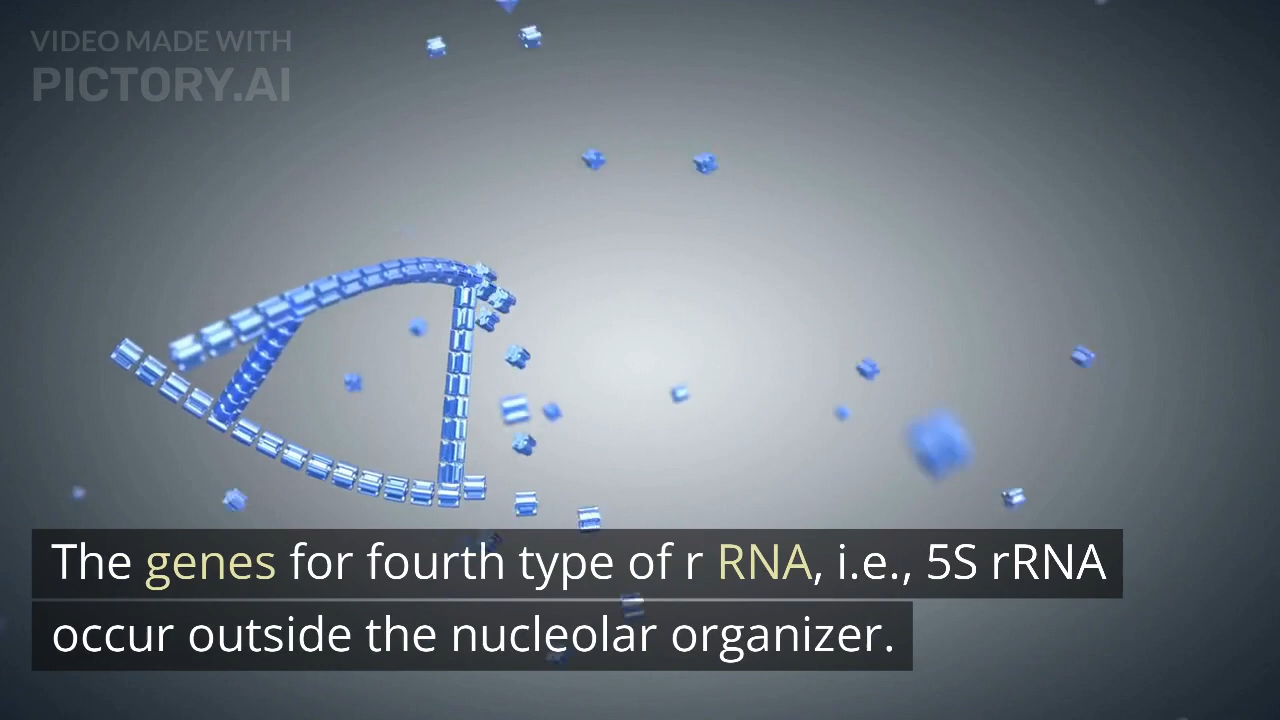 VIDEO MADE WITH
PICTORY.AI
The genes for fourth type of r RNA, i.e., 5S rRNA
occur outside the nucleolar organizer.